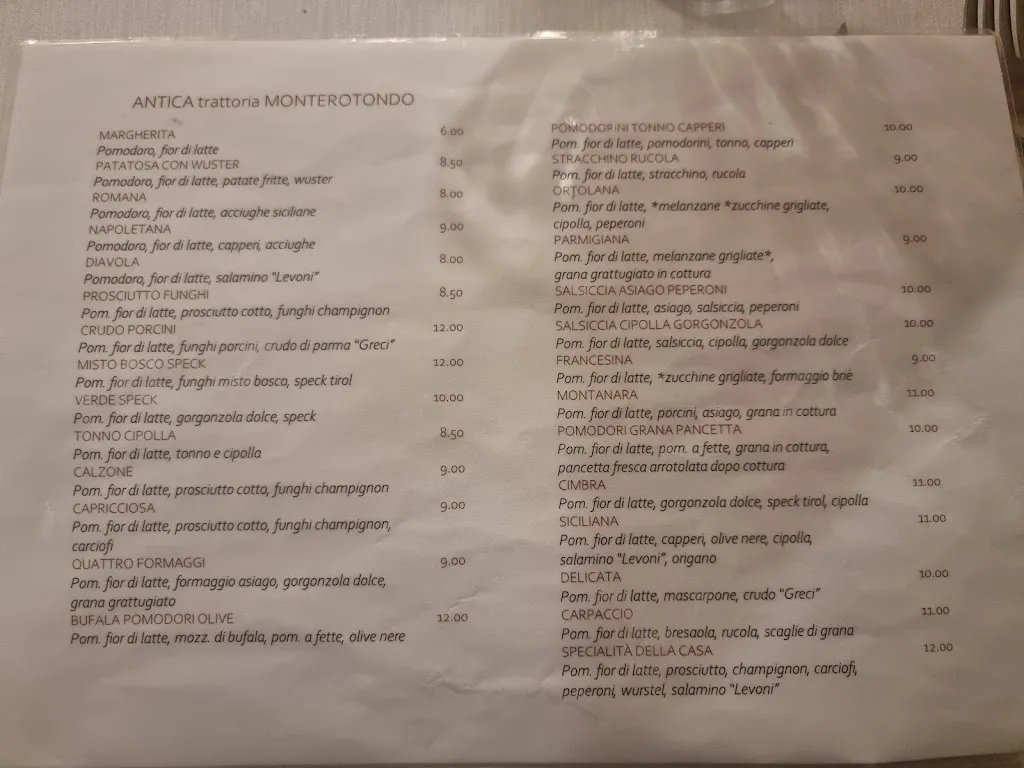 ANTICA trattoria MONTEROTONDO
MARGHERITA 6.00
Pomodoro, fior di latte
PATATOSA CON WUSTER 8.50
Pomodoro, fior di latte, patate fritte, wuster
ROMANA 8.00
Pomodoro, fior di latte, acciughe siciliane
NAPOLETANA 9.00
Pomodoro, fior di latte, capperi, acciughe
DIAVOLA 8.00
Pomodoro, fior di latte, salamino "Levoni"
PROSCIUTTO FUNGHI 8.50
Pom. fior di latte, prosciutto cotto, funghi champignon
CRUDO PORCINI 12.00
Pom. fior di latte, funghi porcini, crudo di parma "Greci"
MISTO BOSCO SPECK 12.00
Pom. fior di latte, funghi misto bosco, speck tirol
VERDE SPECK 10.00
Pom. fior di latte, gorgonzola dolce, speck
TONNO CIPOLLA 8.50
Pom. fior di latte, tonno e cipolla
CALZONE 9.00
Pom. fior di latte, prosciutto cotto, funghi champignon
CAPRICCIOSA 9.00
Pom. fior di latte, prosciutto cotto, funghi champignon,
carciofi
QUATTRO FORMAGGI 9.00
Pom. fior di latte, formaggio asiago, gorgonzola dolce,
grana grattugiato
BUFALA POMODORI OLIVE 12.00
Pom. fior di latte, mozz. di bufala, pom. a fette, olive nere
POMODORINI TONNO CAPPERI 10.00
Pom. fior di latte, pomodorini, tonno, capperi
STRACCHINO RUCOLA 9.00
Pom. fior di latte, stracchino, rucola
ORTOLANA 10.00
Pom. fior di latte, *melanzane *zucchine grigliate,
cipolla, peperoni
PARMIGIANA 9.00
Pom. fior di latte, melanzane grigliate*,
grana grattugiato in cottura
SALSICCIA ASIAGO PEPERONI 10.00
Pom. fior di latte, asiago, salsiccia, peperoni
SALSICCIA CIPOLLA GORGONZOLA 10.00
Pom. fior di latte, salsiccia, cipolla, gorgonzola dolce
FRANCESINA 9.00
Pom. fior di latte, *zucchine grigliate, formaggio briè
MONTANARA 11.00
Pom. fior di latte, porcini, asiago, grana in cottura
POMODORI GRANA PANCETTA 10.00
Pom. fior di latte, pom. a fette, grana in cottura,
pancetta fresca arrotolata dopo cottura
CIMBRA 11.00
Pom. fior di latte, gorgonzola dolce, speck tirol, cipolla
SICILIANA 11.00
Pom. fior di latte, capperi, olive nere, cipolla,
salamino "Levoni", origano
DELICATA 10.00
Pom. fior di latte, mascarpone, crudo "Greci"
CARPACCIO 11.00
Pom. fior di latte, bresaola, rucola, scaglie di grana
SPECIALITÀ DELLA CASA 12.00
Pom. fior di latte, prosciutto, champignon, carciofi,
peperoni, wurstel, salamino "Levoni"